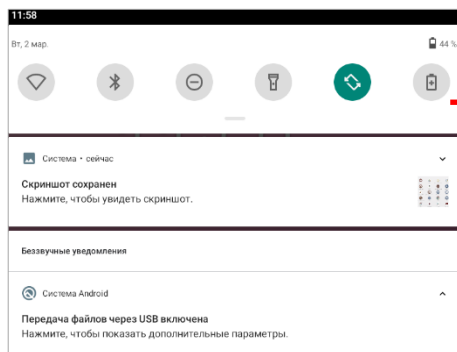 11:58
Вт, 2 мар.
44 %
Система • сейчас
Скриншот сохранен
Нажмите, чтобы увидеть скриншот.
Беззвучные уведомления
Система Android
Передача файлов через USB включена
Нажмите, чтобы показать дополнительные параметры.